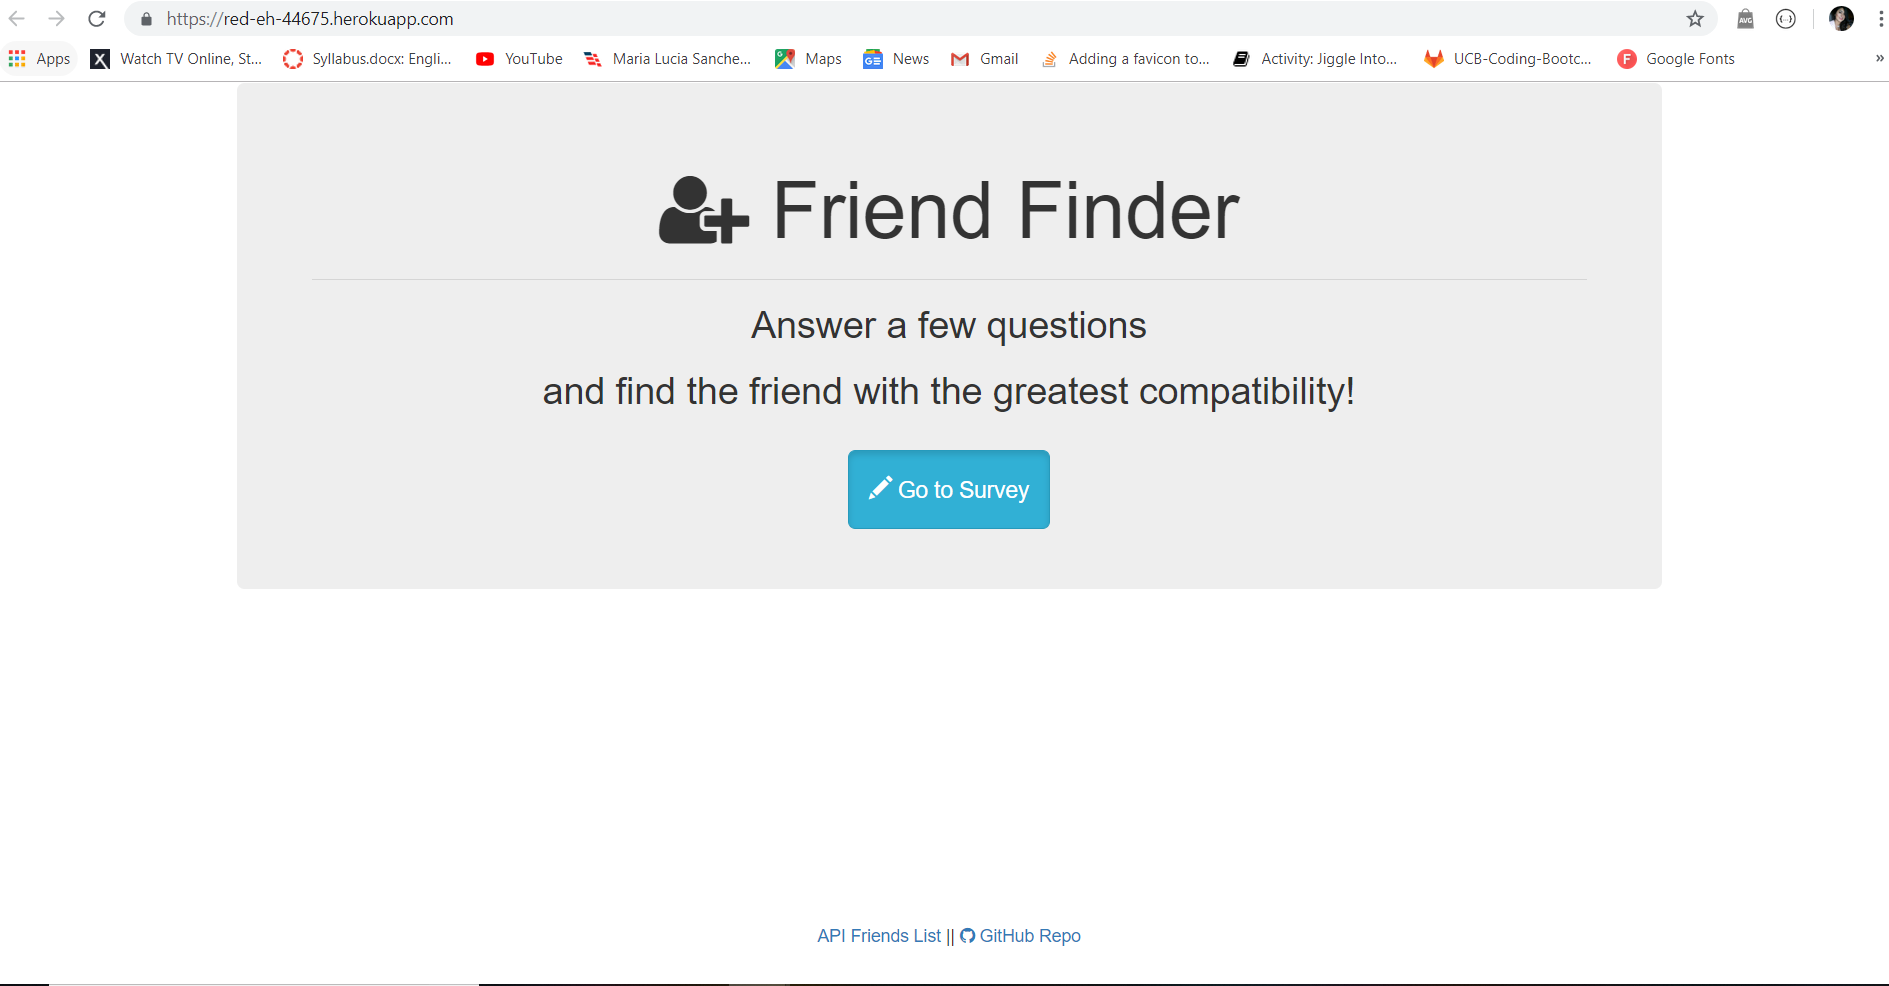 https://red-eh-44675.herokuapp.com
AVG
Apps
X Watch TV Online, St...
Syllabus.docx: Engli...
YouTube
Maria Lucia Sanche...
Maps
GE News
Gmail
Adding a favicon to...
Activity: Jiggle Into...
UCB-Coding-Bootc...
F Google Fonts
»
Friend Finder
Answer a few questions
and find the friend with the greatest compatibility!
Go to Survey
API Friends List || GitHub Repo